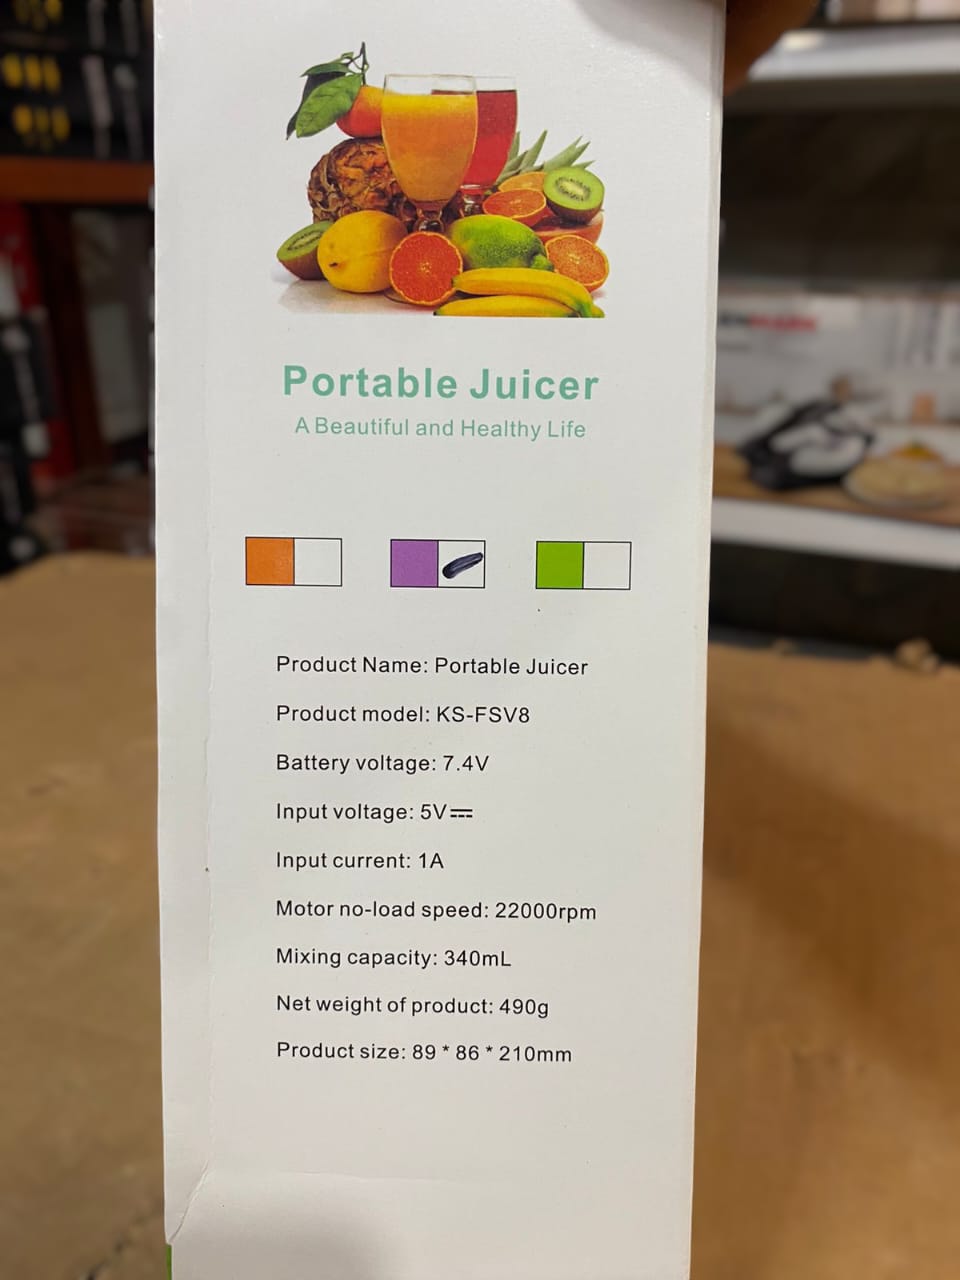 Portable Juicer
A Beautiful and Healthy Life
Product Name: Portable Juicer
Product model: KS-FSV8
Battery voltage: 7.4V
Input voltage: 5V⎓
Input current: 1A
Motor no-load speed: 22000rpm
Mixing capacity: 340mL
Net weight of product: 490g
Product size: 89 * 86 * 210mm